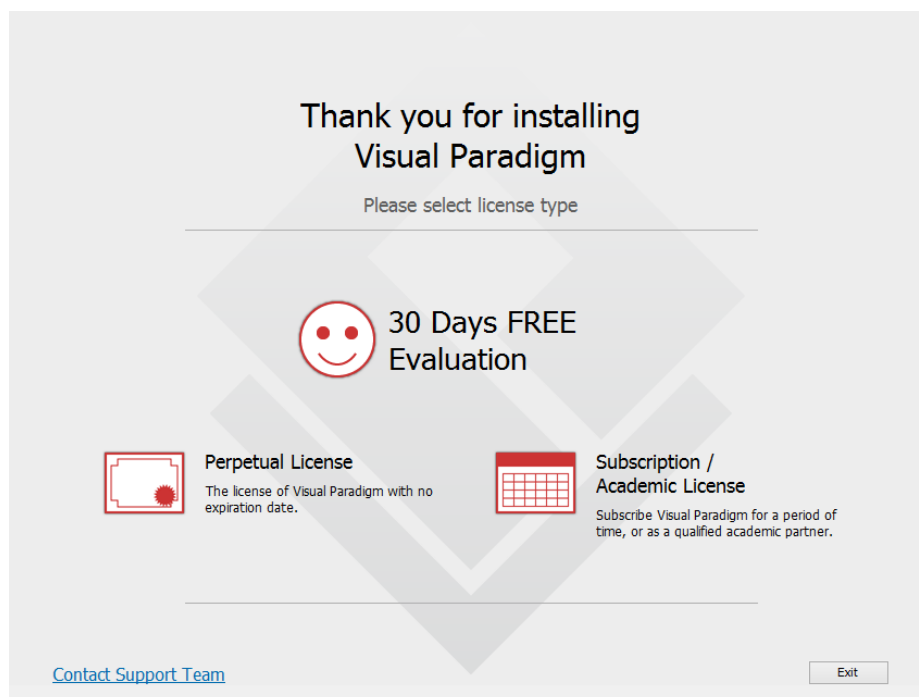 Thank you for installing
Visual Paradigm
Please select license type
30 Days FREE
Evaluation
Perpetual License
The license of Visual Paradigm with no
expiration date.
Subscription /
Academic License
Subscribe Visual Paradigm for a period of
time, or as a qualified academic partner.
Contact Support Team
Exit